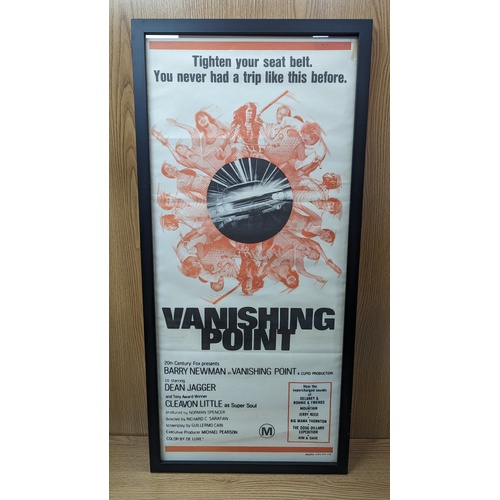 Tighten your seat belt.
You never had a trip like this before.
VANISHING
POINT
20th Century-Fox presents
BARRY NEWMAN in VANISHING POINT A CUPID PRODUCTION
co starring
DEAN JAGGER
and Tony Award Winner
CLEAVON LITTLE as Super Soul
produced by NORMAN SPENCER
directed by RICHARD C. SARAFIAN
screenplay by GUILLERMO CAIN
Executive Producer MICHAEL PEARSON
COLOR BY DE LUXE
M
Hear the
supercharged sounds
of
DELANEY &
BONNIE & FRIENDS
MOUNTAIN
JERRY REED
BIG MAMA THORNTON
THE DOUG DILLARD
EXPEDITION
KIM & DAVE